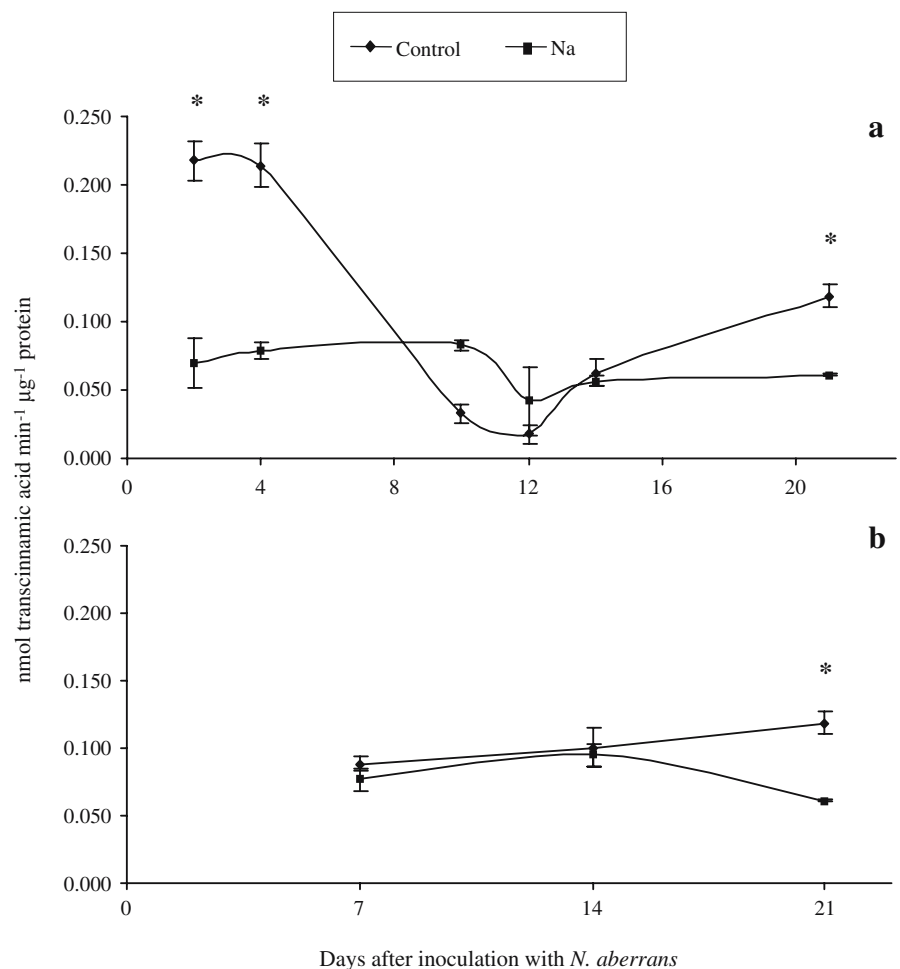 Control Na
* *
a
0.250
0.200
0.150
0.100
0.050
0.000
*
0 4 8 12 16 20
nmol transcinnamic acid min⁻¹ µg⁻¹ protein
b
0.250
0.200
0.150
0.100
0.050
0.000
*
0 7 14 21
Days after inoculation with N. aberrans